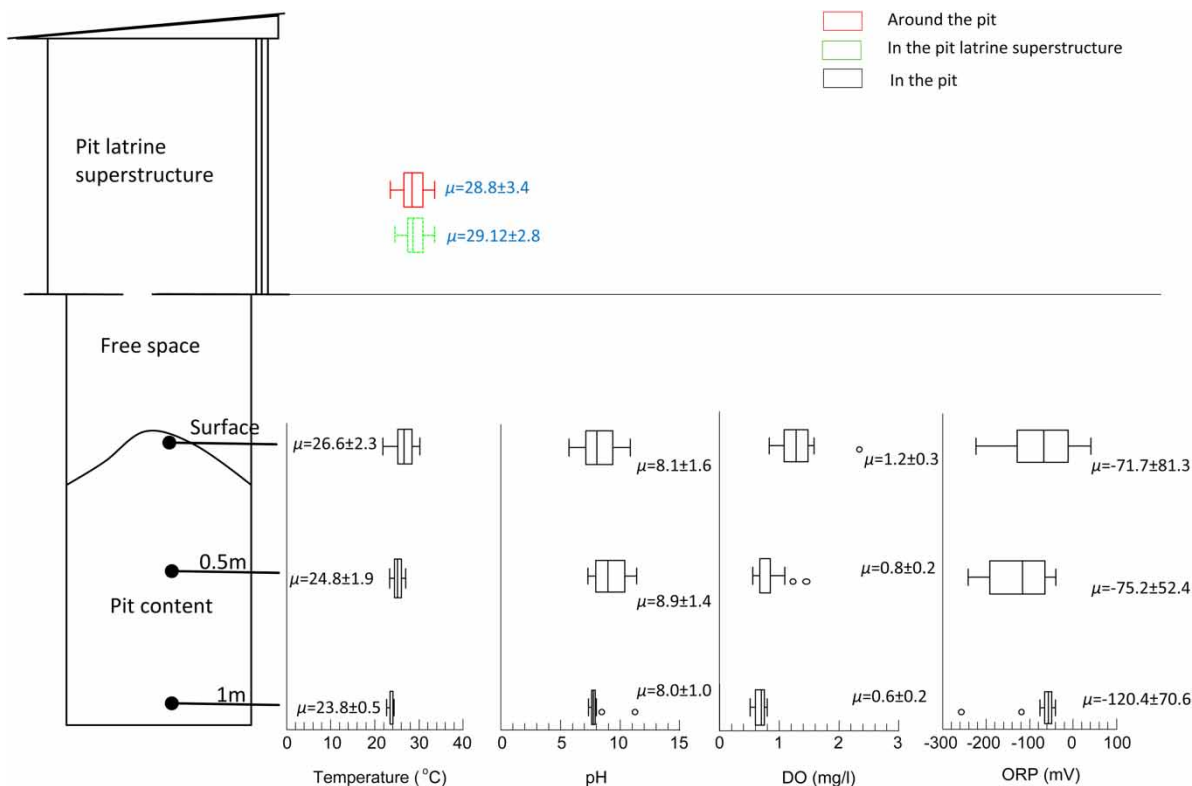 Around the pit
In the pit latrine superstructure
In the pit
Pit latrine
superstructure
μ=28.8±3.4
μ=29.12±2.8
Free space
Surface
μ=26.6±2.3
μ=8.1±1.6
μ=1.2±0.3
μ=-71.7±81.3
0.5m
μ=24.8±1.9
μ=8.9±1.4
μ=0.8±0.2
μ=-75.2±52.4
Pit content
1m
μ=23.8±0.5
μ=8.0±1.0
μ=0.6±0.2
μ=-120.4±70.6
0 20 40
0 5 10 15
0 1 2 3
-300 -200 -100 0 100
Temperature ( °C)
pH
DO (mg/l)
ORP (mV)